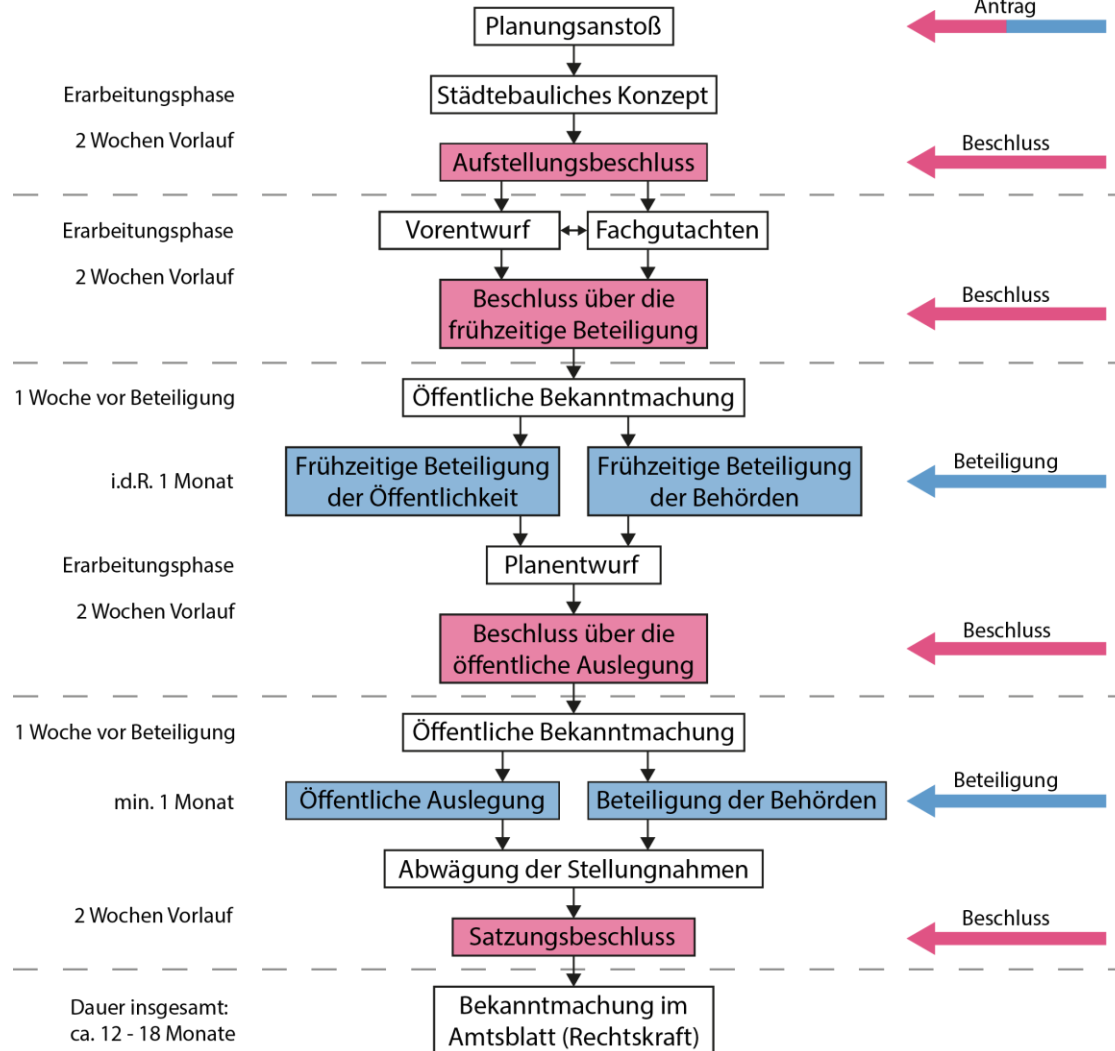 Antrag
Planungsanstoß
Erarbeitungsphase
Städtebauliches Konzept
2 Wochen Vorlauf
Aufstellungsbeschluss
Beschluss
Erarbeitungsphase
Vorentwurf
Fachgutachten
2 Wochen Vorlauf
Beschluss über die
frühzeitige Beteiligung
Beschluss
1 Woche vor Beteiligung
Öffentliche Bekanntmachung
i.d.R. 1 Monat
Frühzeitige Beteiligung
der Öffentlichkeit
Frühzeitige Beteiligung
der Behörden
Beteiligung
Erarbeitungsphase
Planentwurf
2 Wochen Vorlauf
Beschluss über die
öffentliche Auslegung
Beschluss
1 Woche vor Beteiligung
Öffentliche Bekanntmachung
min. 1 Monat
Öffentliche Auslegung
Beteiligung der Behörden
Beteiligung
Abwägung der Stellungnahmen
2 Wochen Vorlauf
Satzungsbeschluss
Beschluss
Dauer insgesamt:
ca. 12 - 18 Monate
Bekanntmachung im
Amtsblatt (Rechtskraft)